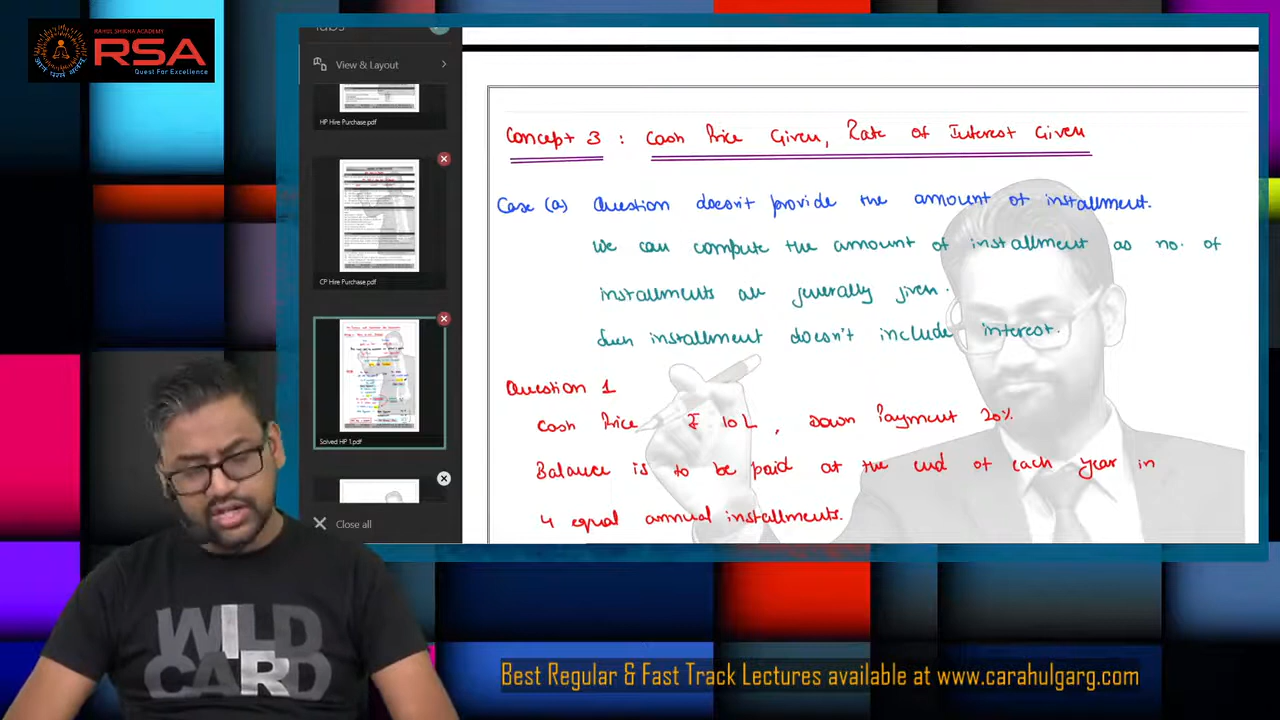 RAHUL SHIKHA ACADEMY
RSA
Quest For Excellence
View & Layout
HP Hire Purchase.pdf
CP Hire Purchase.pdf
Solved HP 1.pdf
Close all
Concept 3 : Cash Price Given, Rate of Interest Given
Case (a) Question doesn't provide the amount of installment.
We can compute the amount of installment as no. of
installments are generally given.
Such installment doesn't include interest.
Question 1
Cash Price ₹ 10 L, Down Payment 20%
Balance is to be paid at the end of each year in
4 equal annual installments.
WILD
CARD
Best Regular & Fast Track Lectures available at www.carahulgarg.com